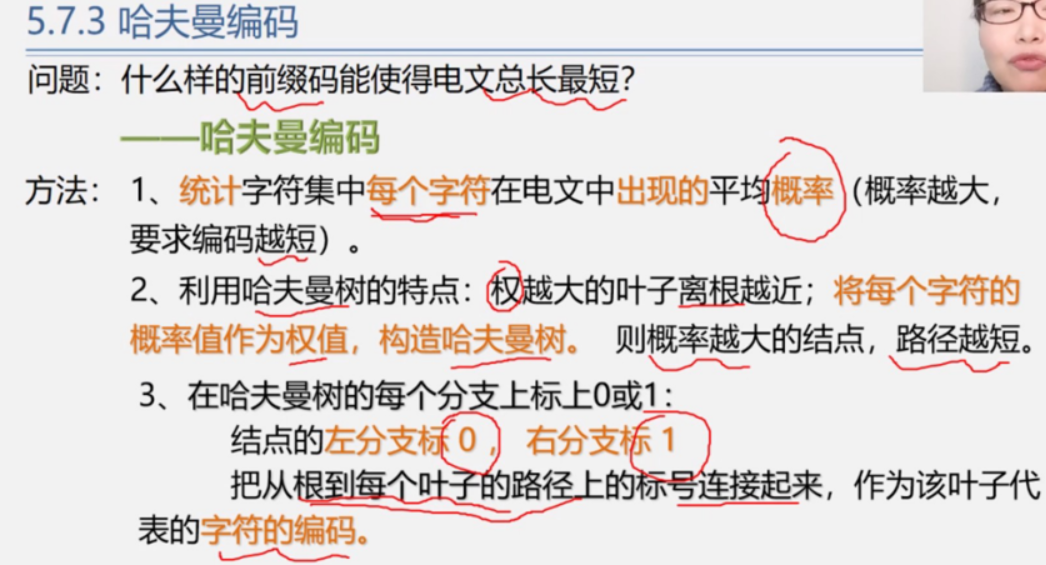 5.7.3 哈夫曼编码
问题：什么样的前缀码能使得电文总长最短？
——哈夫曼编码
方法： 1、统计字符集中每个字符在电文中出现的平均概率（概率越大，
要求编码越短）。
2、利用哈夫曼树的特点：权越大的叶子离根越近；将每个字符的
概率值作为权值，构造哈夫曼树。 则概率越大的结点，路径越短。
3、在哈夫曼树的每个分支上标上0或1：
结点的左分支标 0 ， 右分支标 1
把从根到每个叶子的路径上的标号连接起来，作为该叶子代
表的字符的编码。